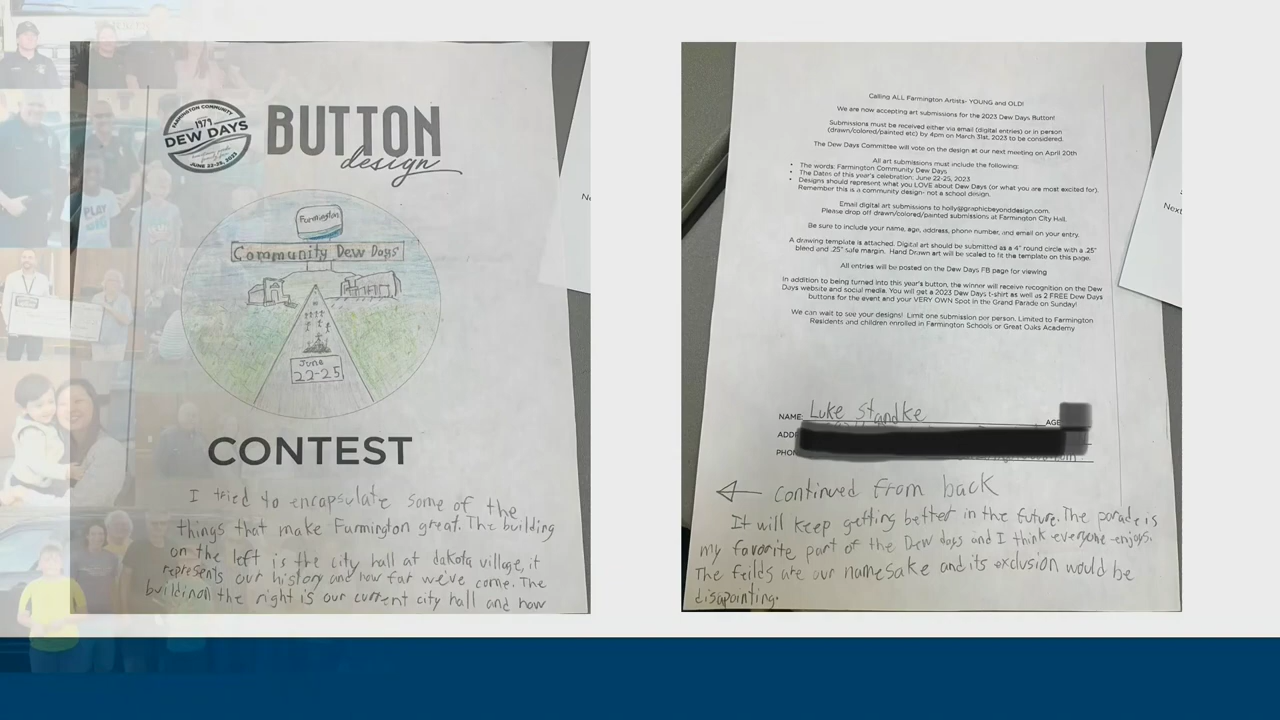 FARMINGTON COMMUNITY
1979
DEW DAYS
JUNE 22-25, 2023
BUTTON
design
Farmington
Community Dew Days
June
22-25
CONTEST
I tried to encapsulate some of the
things that make Farmington great. The building
on the left is the city hall at dakota village, it
represents our history and how far we've come. The
buildinon the right is our current city hall and how
Calling ALL Farmington Artists- YOUNG and OLD!
We are now accepting art submissions for the 2023 Dew Days Button!
Submissions must be received either via email (digital entries) or in person
(drawn/colored/painted etc) by 4pm on March 31st, 2023 to be considered.
The Dew Days Committee will vote on the design at our next meeting on April 20th
All art submissions must include the following:
• The words: Farmington Community Dew Days
• The Dates of this year's celebration: June 22-25, 2023
• Designs should represent what you LOVE about Dew Days (or what you are most excited for).
Remember this is a community design- not a school design.
Email digital art submissions to holly@graphicbeyonddesign.com.
Please drop off drawn/colored/painted submissions at Farmington City Hall.
Be sure to include your name, age, address, phone number, and email on your entry.
A drawing template is attached. Digital art should be submitted as a 4" round circle with a .25"
bleed and .25" safe margin. Hand Drawn art will be scaled to fit the template on this page.
All entries will be posted on the Dew Days FB page for viewing
In addition to being turned into this year's button, the winner will receive recognition on the Dew
Days website and social media. You will get a 2023 Dew Days t-shirt as well as 2 FREE Dew Days
buttons for the event and your VERY OWN Spot in the Grand Parade on Sunday!
We can wait to see your designs! Limit one submission per person. Limited to Farmington
Residents and children enrolled in Farmington Schools or Great Oaks Academy
NAME: Luke Standke AGE
ADD
PHO
continued from back
It will keep getting better in the future. The parade is
my favorite part of the Dew days and I think everyone enjoys.
The feilds are our namesake and its exclusion would be
disapointing.
Next